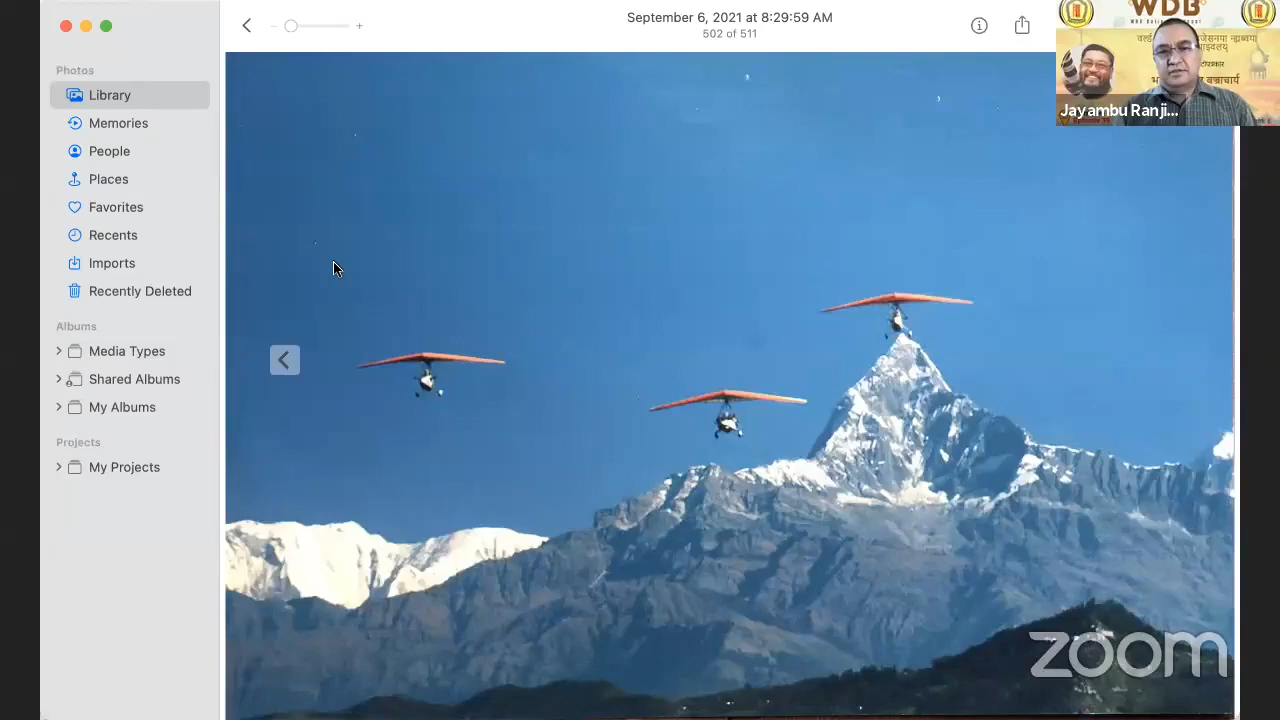 September 6, 2021 at 8:29:59 AM
502 of 511
Photos
Library
Memories
People
Places
Favorites
Recents
Imports
Recently Deleted
Albums
Media Types
Shared Albums
My Albums
Projects
My Projects
WDB
Jayambu Ranji...
zoom